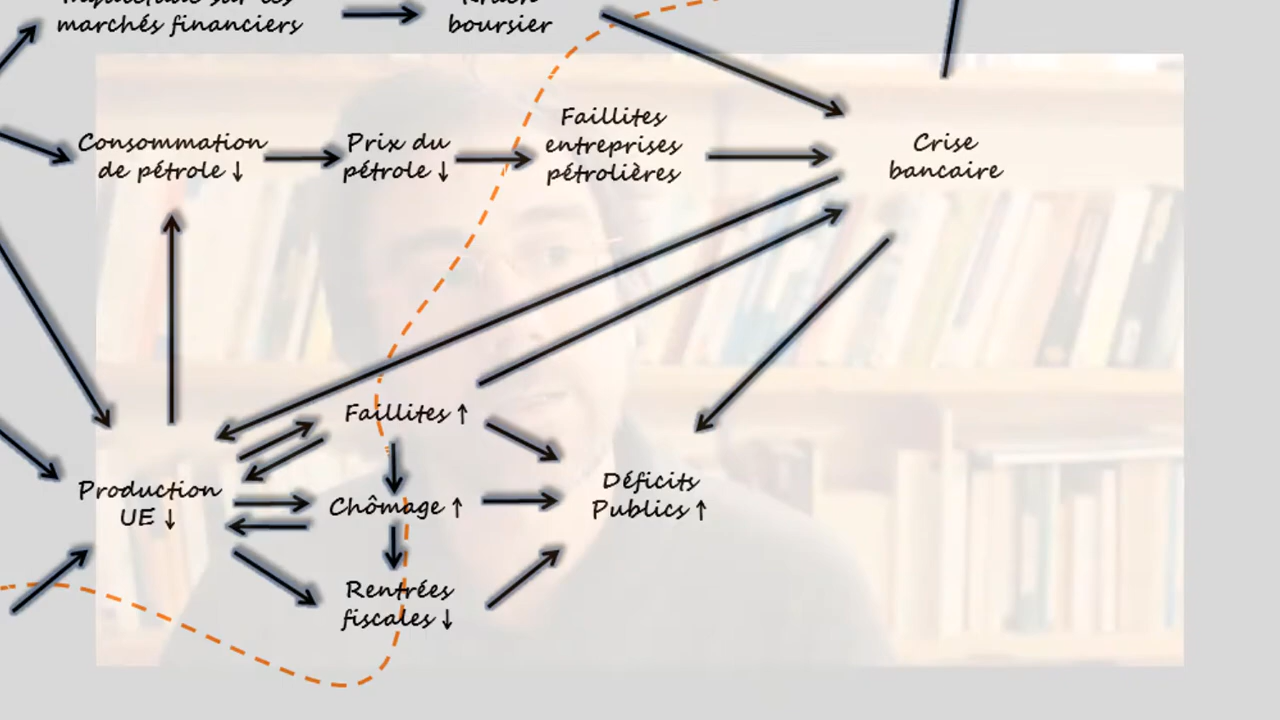 marchés financiers
boursier
Consommation
de pétrole ↓
Prix du
pétrole ↓
Faillites
entreprises
pétrolières
Crise
bancaire
Faillites ↑
Production
UE ↓
Chômage ↑
Déficits
Publics ↑
Rentrées
fiscales ↓